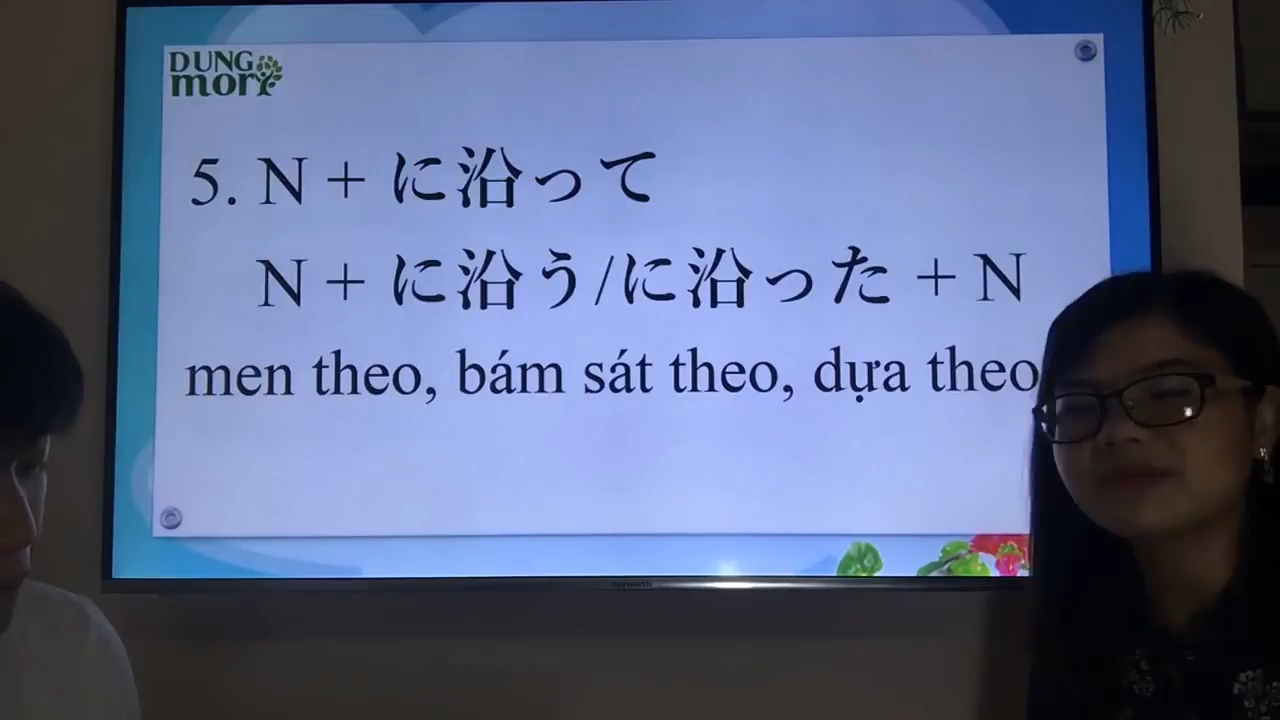 DUNG
mori
5. N + に沿って
N + に沿う/に沿った + N
men theo, bám sát theo, dựa theo
Skyworth